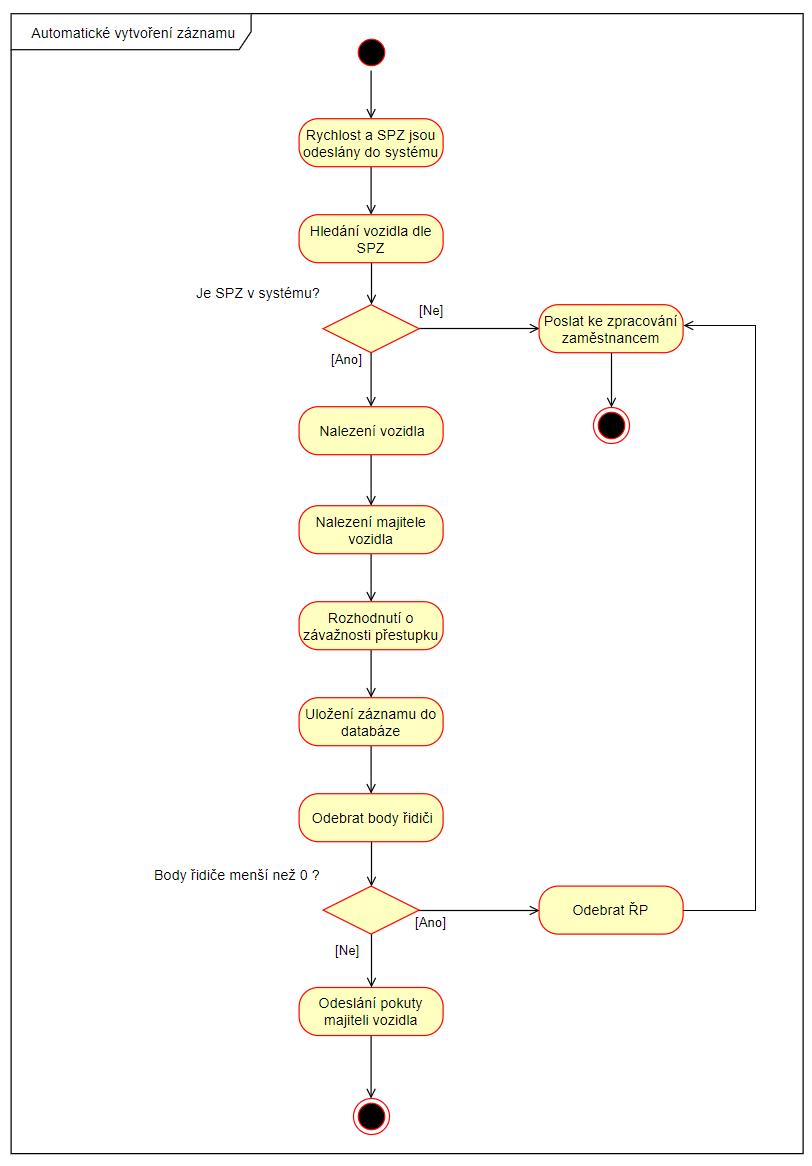 Automatické vytvoření záznamu
Rychlost a SPZ jsou
odeslány do systému
Hledání vozidla dle
SPZ
Je SPZ v systému?
[Ne]
Poslat ke zpracování
zaměstnancem
[Ano]
Nalezení vozidla
Nalezení majitele
vozidla
Rozhodnutí o
závažnosti přestupku
Uložení záznamu do
databáze
Odebrat body řidiči
Body řidiče menší než 0 ?
[Ano]
Odebrat ŘP
[Ne]
Odeslání pokuty
majiteli vozidla